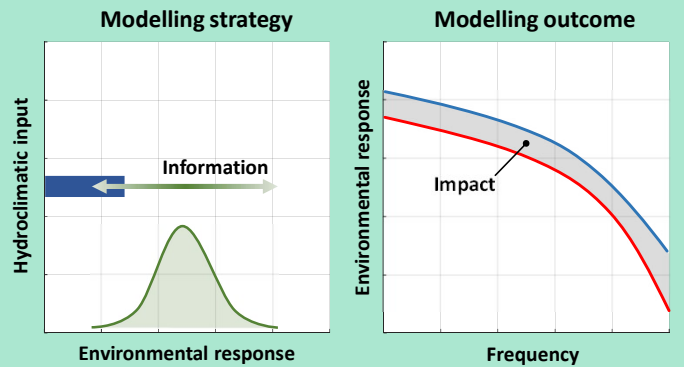 Modelling strategy
Hydroclimatic input
Information
Environmental response
Modelling outcome
Environmental response
Impact
Frequency